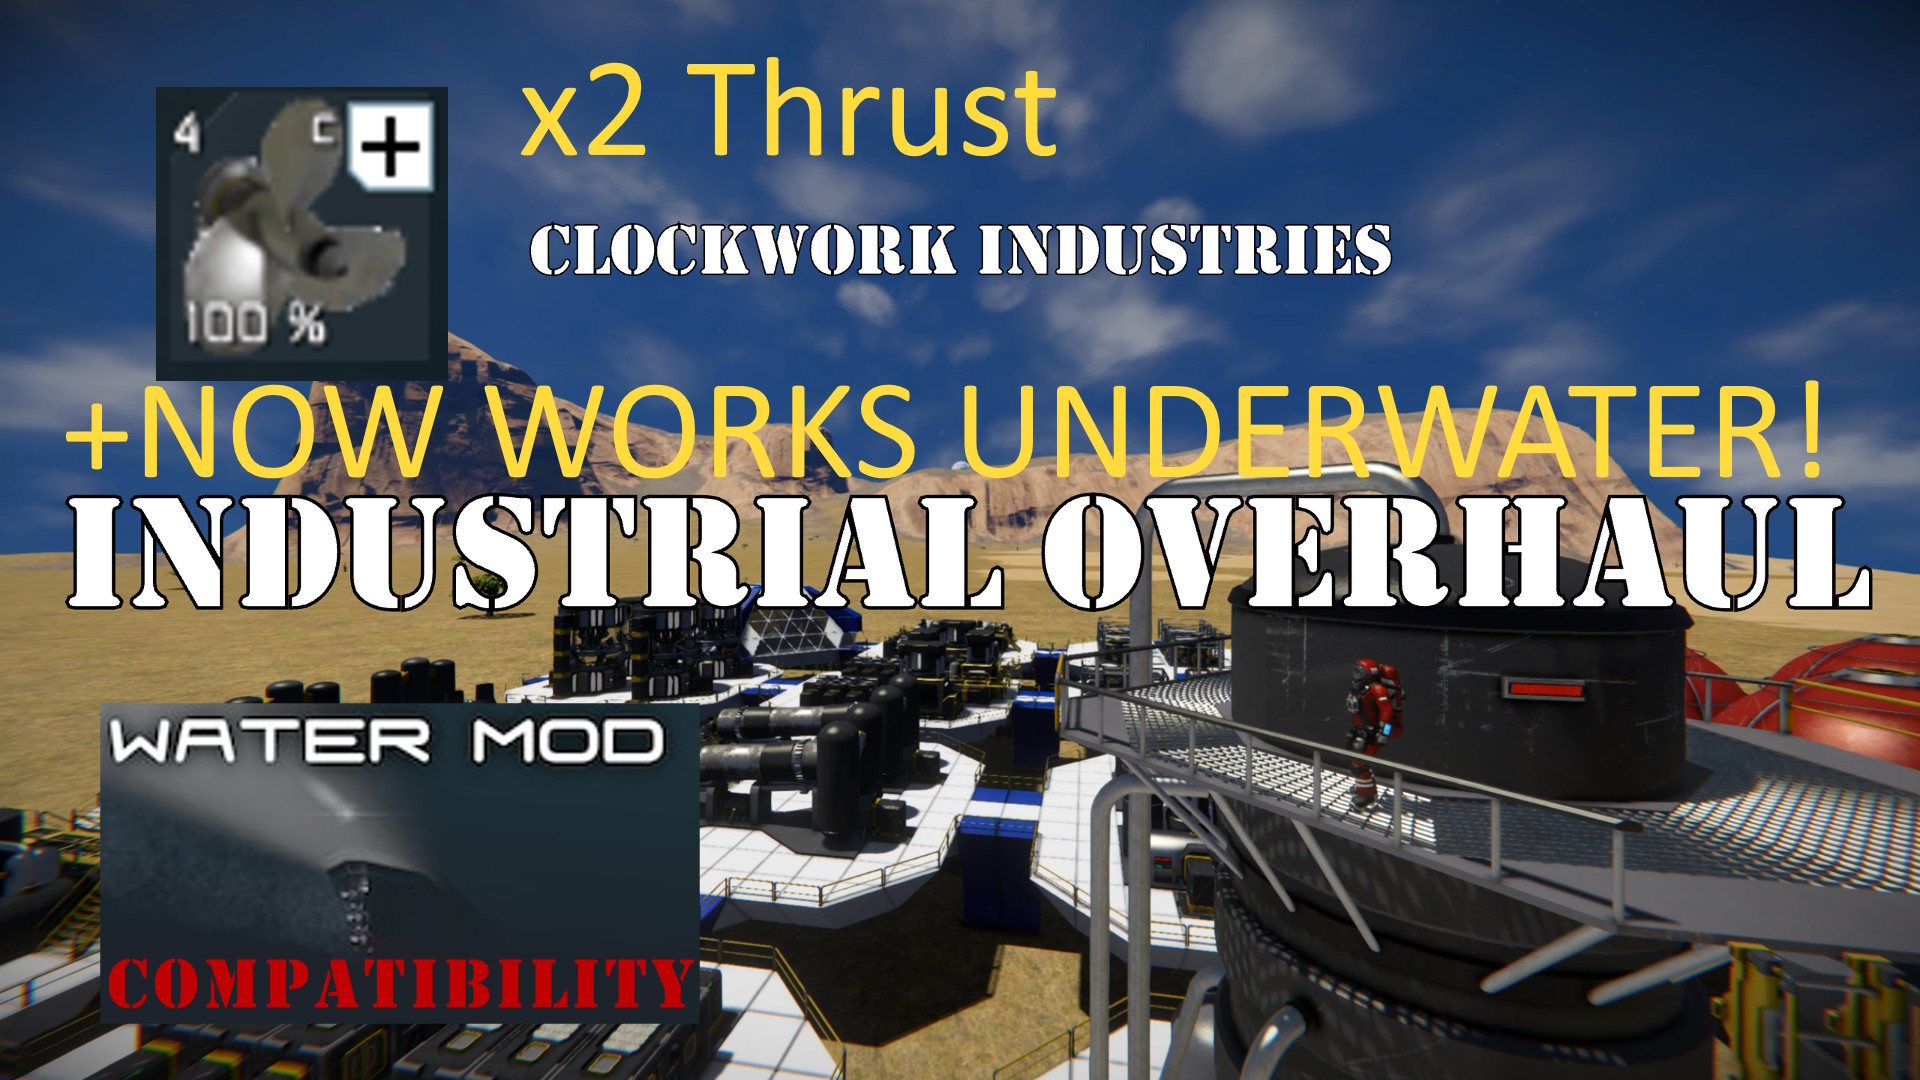 4 C +
x2 Thrust
CLOCKWORK INDUSTRIES
100 %
+NOW WORKS UNDERWATER!
INDUSTRIAL OVERHAUL
WATER MOD
COMPATIBILITY